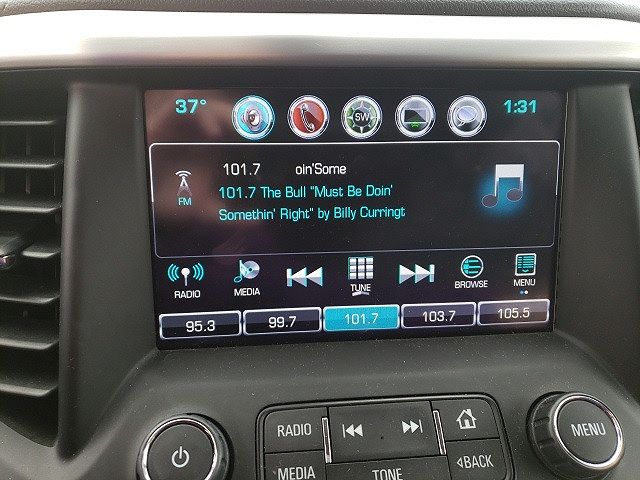 37° SW 1:31
101.7 oin'Some
FM
101.7 The Bull "Must Be Doin'
Somethin' Right" by Billy Curringt
RADIO MEDIA TUNE BROWSE MENU
95.3 99.7 101.7 103.7 105.5
RADIO
MENU
MEDIA TONE BACK